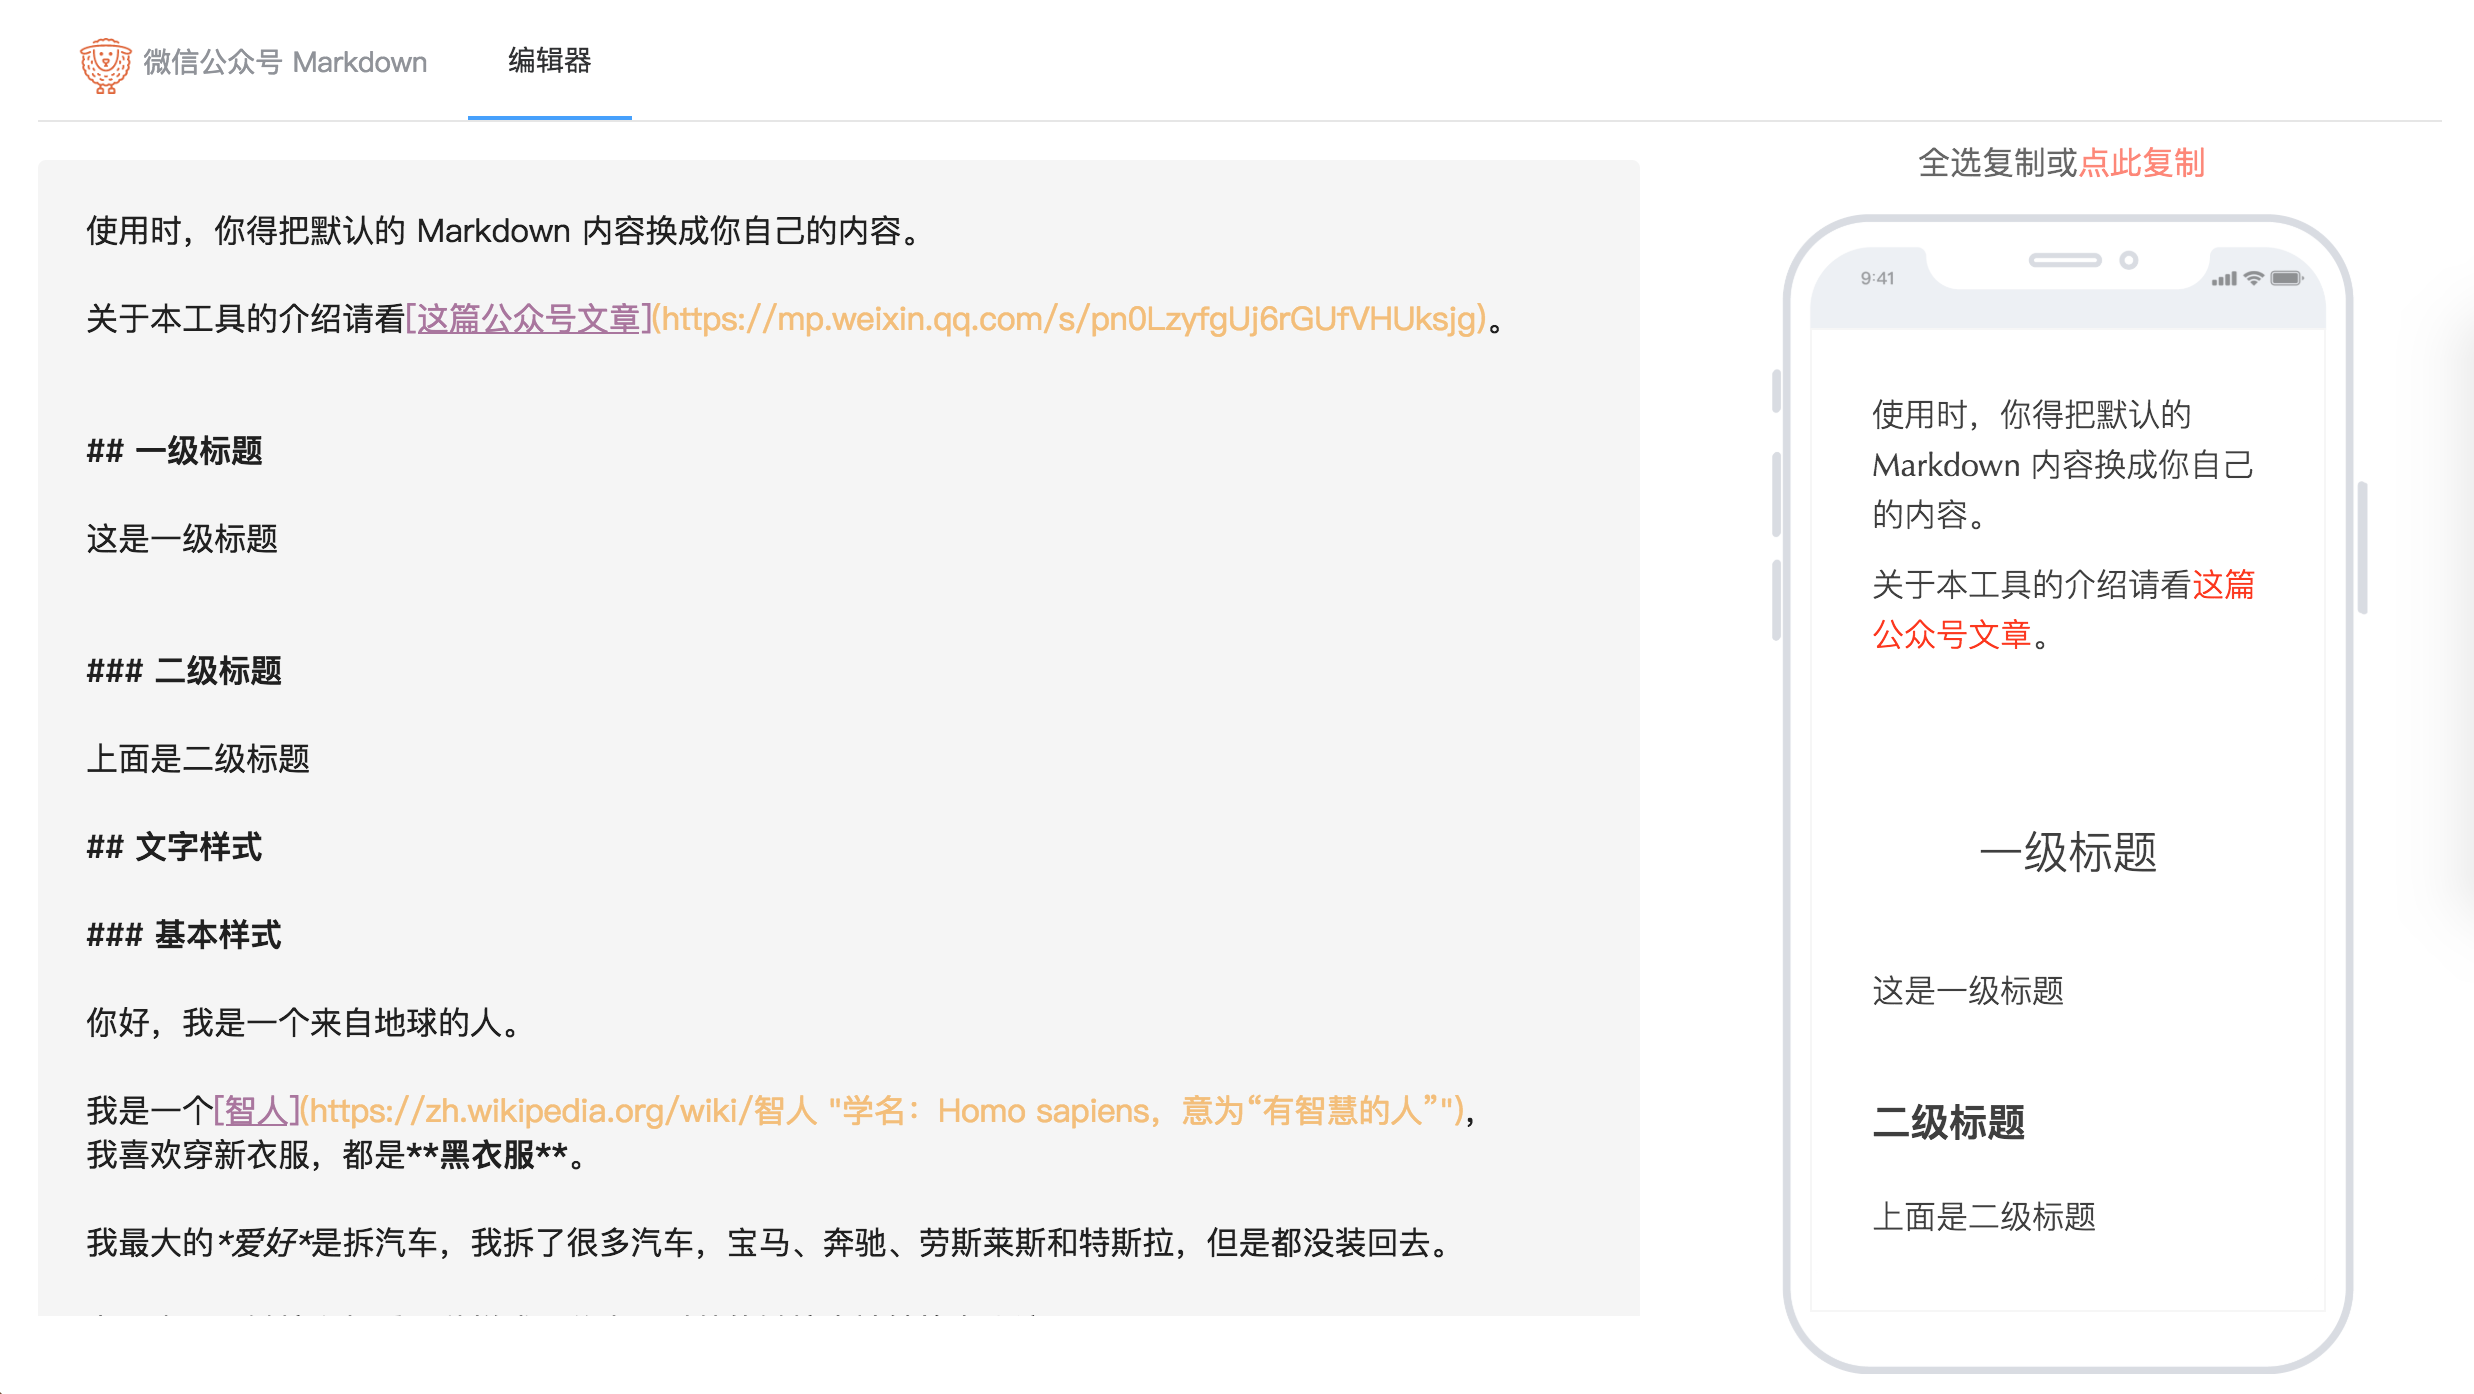 微信公众号 Markdown
编辑器
使用时，你得把默认的 Markdown 内容换成你自己的内容。
关于本工具的介绍请看[这篇公众号文章](https://mp.weixin.qq.com/s/pn0LzyfgUj6rGUfVHUksjg)。
## 一级标题
这是一级标题
### 二级标题
上面是二级标题
## 文字样式
### 基本样式
你好，我是一个来自地球的人。
我是一个[智人](https://zh.wikipedia.org/wiki/智人 "学名：Homo sapiens，意为“有智慧的人”")，
我喜欢穿新衣服，都是**黑衣服**。
我最大的*爱好*是拆汽车，我拆了很多汽车，宝马、奔驰、劳斯莱斯和特斯拉，但是都没装回去。
全选复制或点此复制
9:41
使用时，你得把默认的
Markdown 内容换成你自己
的内容。
关于本工具的介绍请看这篇
公众号文章。
一级标题
这是一级标题
二级标题
上面是二级标题